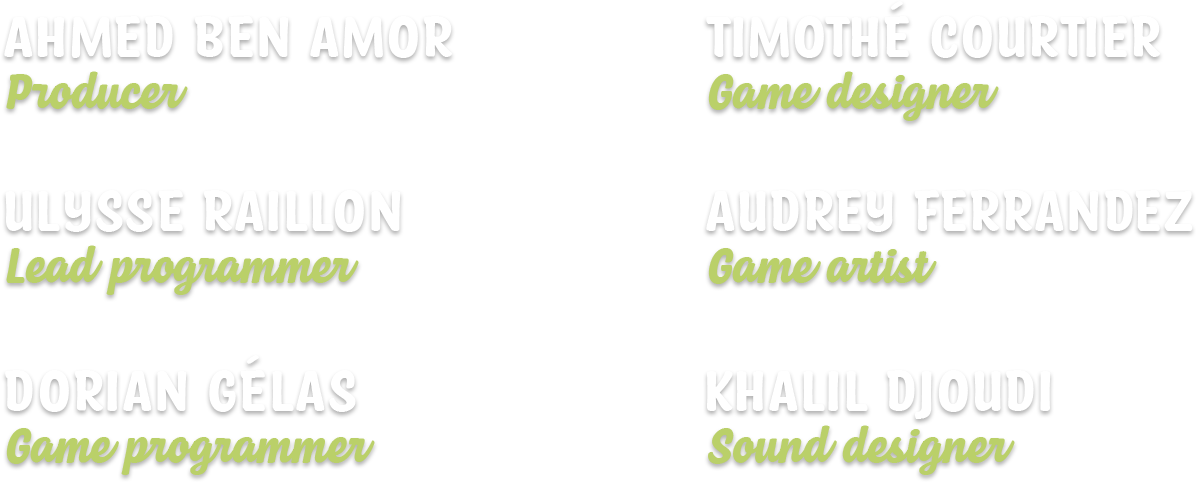 AHMED BEN AMOR
Producer
TIMOTHÉ COURTIER
Game designer
ULYSSE RAILLON
Lead programmer
AUDREY FERRANDEZ
Game artist
DORIAN GÉLAS
Game programmer
KHALIL DJOUDI
Sound designer